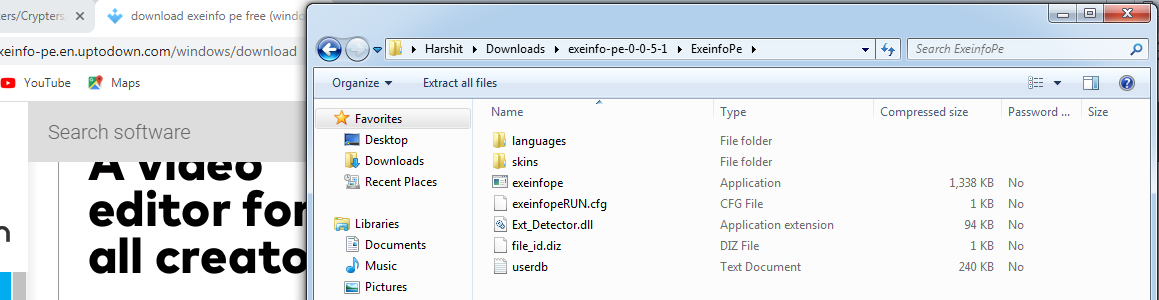 ers/Crypters, download exeinfo pe free (windo
xeinfo-pe.en.uptodown.com/windows/download
YouTube Maps
Search software
A video
editor for
all creato
Harshit Downloads exeinfo-pe-0-0-5-1 ExeinfoPe
Search ExeinfoPe
Organize Extract all files
Favorites
Desktop
Downloads
Recent Places
Libraries
Documents
Music
Pictures
Name Type Compressed size Password ... Size
languages File folder
skins File folder
exeinfope Application 1,338 KB No
exeinfopeRUN.cfg CFG File 1 KB No
Ext_Detector.dll Application extension 94 KB No
file_id.diz DIZ File 1 KB No
userdb Text Document 240 KB No